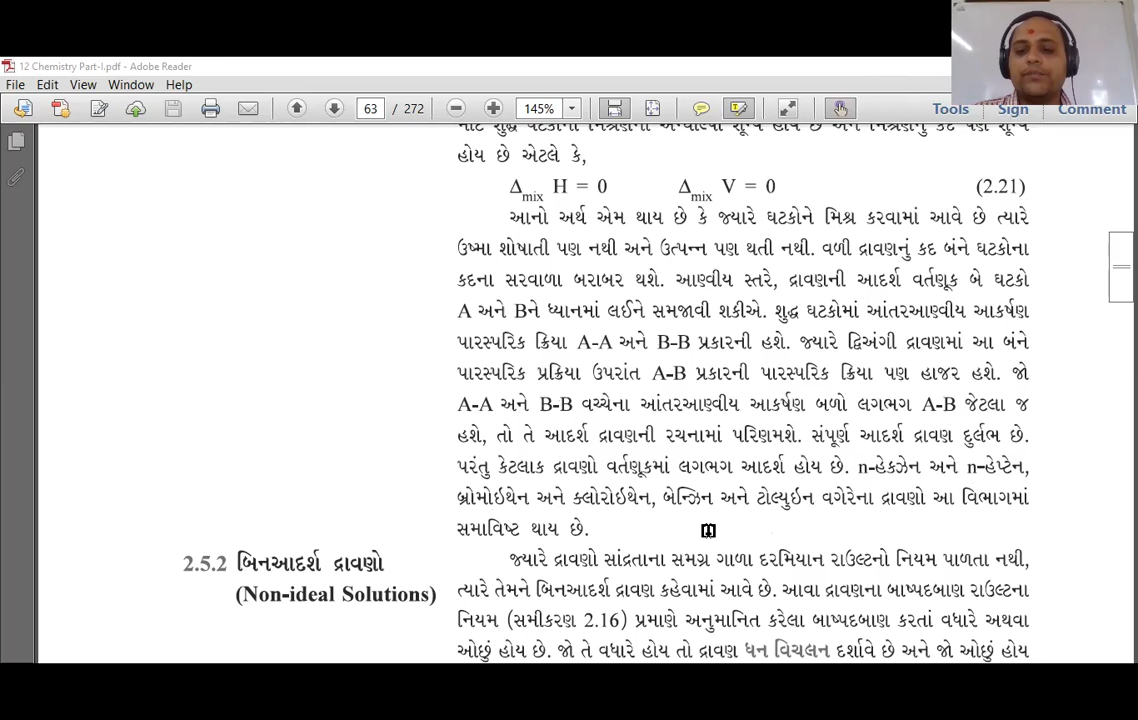 12 Chemistry Part-I.pdf - Adobe Reader
File Edit View Window Help
63 / 272 145% Tools Sign Comment
માટે શુદ્ધ ઘટકોના મિશ્રણની એન્થાલ્પી શૂન્ય હોય છે અને મિશ્રણનું કદ પણ શૂન્ય
હોય છે એટલે કે,
Δmix H = 0 Δmix V = 0 (2.21)
આનો અર્થ એમ થાય છે કે જ્યારે ઘટકોને મિશ્ર કરવામાં આવે છે ત્યારે
ઉષ્મા શોષાતી પણ નથી અને ઉત્પન્ન પણ થતી નથી. વળી દ્રાવણનું કદ બંને ઘટકોના
કદના સરવાળા બરાબર થશે. આણ્વીય સ્તરે, દ્રાવણની આદર્શ વર્તણૂક બે ઘટકો
A અને Bને ધ્યાનમાં લઈને સમજાવી શકીએ. શુદ્ધ ઘટકોમાં આંતરઆણ્વીય આકર્ષણ
પારસ્પરિક ક્રિયા A-A અને B-B પ્રકારની હશે. જ્યારે દ્વિઅંગી દ્રાવણમાં આ બંને
પારસ્પરિક પ્રક્રિયા ઉપરાંત A-B પ્રકારની પારસ્પરિક ક્રિયા પણ હાજર હશે. જો
A-A અને B-B વચ્ચેના આંતરઆણ્વીય આકર્ષણ બળો લગભગ A-B જેટલા જ
હશે, તો તે આદર્શ દ્રાવણની રચનામાં પરિણમશે. સંપૂર્ણ આદર્શ દ્રાવણ દુર્લભ છે.
પરંતુ કેટલાક દ્રાવણો વર્તણૂકમાં લગભગ આદર્શ હોય છે. n-હેક્ઝેન અને n-હેપ્ટેન,
બ્રોમોઇથેન અને ક્લોરોઇથેન, બેન્ઝિન અને ટોલ્યુઇન વગેરેના દ્રાવણો આ વિભાગમાં
સમાવિષ્ટ થાય છે.
2.5.2 બિનઆદર્શ દ્રાવણો
(Non-ideal Solutions)
જ્યારે દ્રાવણો સાંદ્રતાના સમગ્ર ગાળા દરમિયાન રાઉલ્ટનો નિયમ પાળતા નથી,
ત્યારે તેમને બિનઆદર્શ દ્રાવણ કહેવામાં આવે છે. આવા દ્રાવણના બાષ્પદબાણ રાઉલ્ટના
નિયમ (સમીકરણ 2.16) પ્રમાણે અનુમાનિત કરેલા બાષ્પદબાણ કરતાં વધારે અથવા
ઓછું હોય છે. જો તે વધારે હોય તો દ્રાવણ ધન વિચલન દર્શાવે છે અને જો ઓછું હોય